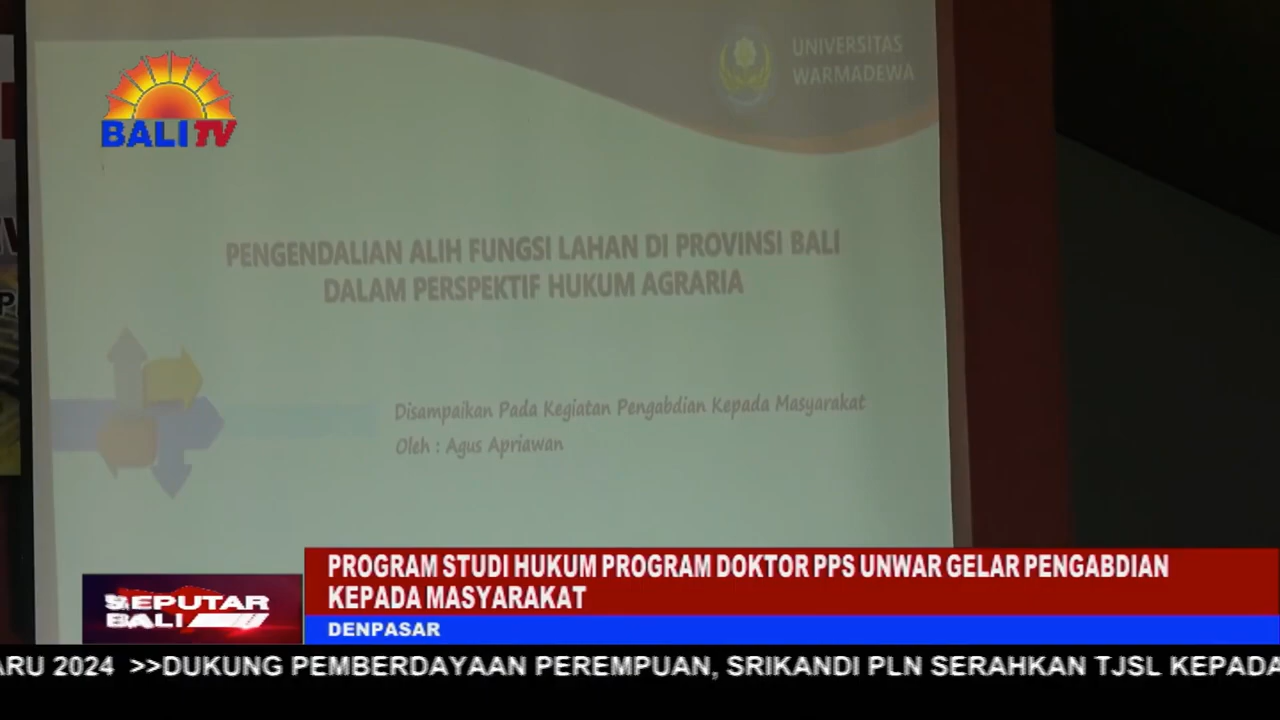 UNIVERSITAS
WARMADEWA
BALI TV
PENGENDALIAN ALIH FUNGSI LAHAN DI PROVINSI BALI
DALAM PERSPEKTIF HUKUM AGRARIA
Disampaikan Pada Kegiatan Pengabdian Kepada Masyarakat
Oleh : Agus Apriawan
PROGRAM STUDI HUKUM PROGRAM DOKTOR PPS UNWAR GELAR PENGABDIAN
KEPADA MASYARAKAT
SEPUTAR
BALI
DENPASAR
ARU 2024 >>DUKUNG PEMBERDAYAAN PEREMPUAN, SRIKANDI PLN SERAHKAN TJSL KEPADA